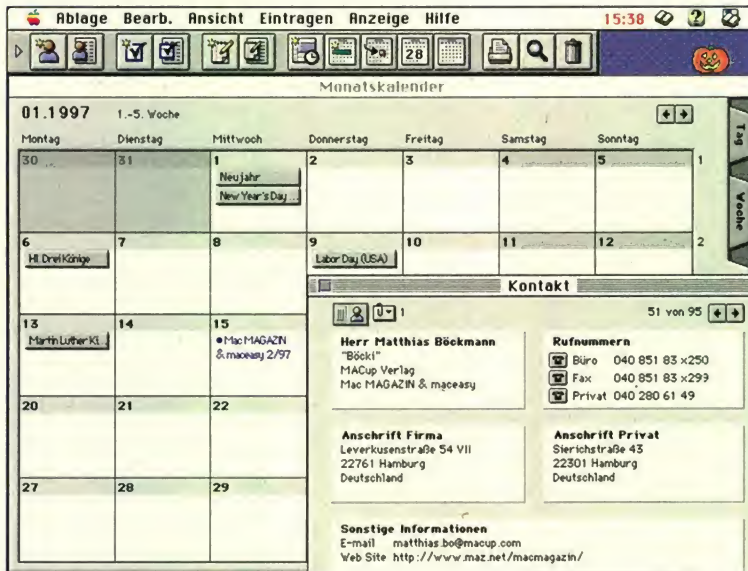 Ablage Bearb. Ansicht Eintragen Anzeige Hilfe 15:38
28
Monatskalender
01.1997 1.-5. Woche
Montag Dienstag Mittwoch Donnerstag Freitag Samstag Sonntag
Tag
Woche
30 31 1 2 3 4 5 1
Neujahr
New Year's Day ...
6 7 8 9 10 11 12 2
Hl. Drei Könige
Labor Day (USA)
13 14 15
Martin Luther Ki...
• Mac MAGAZIN
& maceasy 2/97
20 21 22
27 28 29
Kontakt
1
51 von 95
Herr Matthias Böckmann
"Böcki"
MACup Verlag
Mac MAGAZIN & maceasy
Rufnummern
Büro 040 851 83 x250
Fax 040 851 83 x299
Privat 040 280 61 49
Anschrift Firma
Leverkusenstraße 54 VII
22761 Hamburg
Deutschland
Anschrift Privat
Sierichstraße 43
22301 Hamburg
Deutschland
Sonstige Informationen
E-mail matthias.bo@macup.com
Web Site http://www.maz.net/macmagazin/